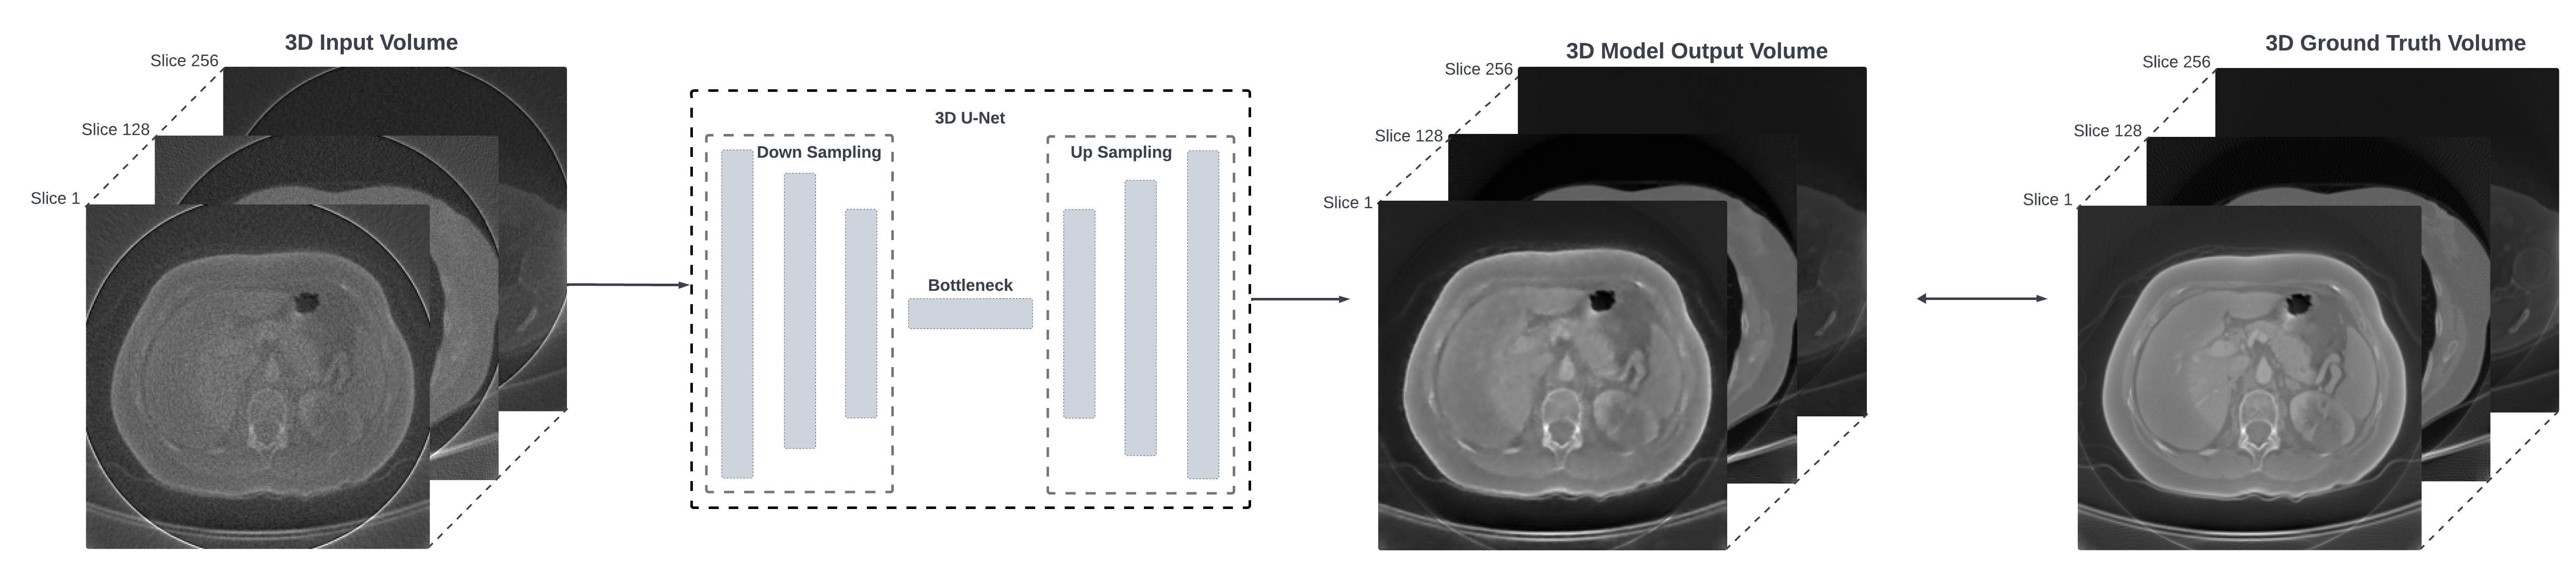 3D Input Volume
Slice 256
Slice 128
Slice 1
3D U-Net
Down Sampling
Bottleneck
Up Sampling
3D Model Output Volume
Slice 256
Slice 128
Slice 1
3D Ground Truth Volume
Slice 256
Slice 128
Slice 1